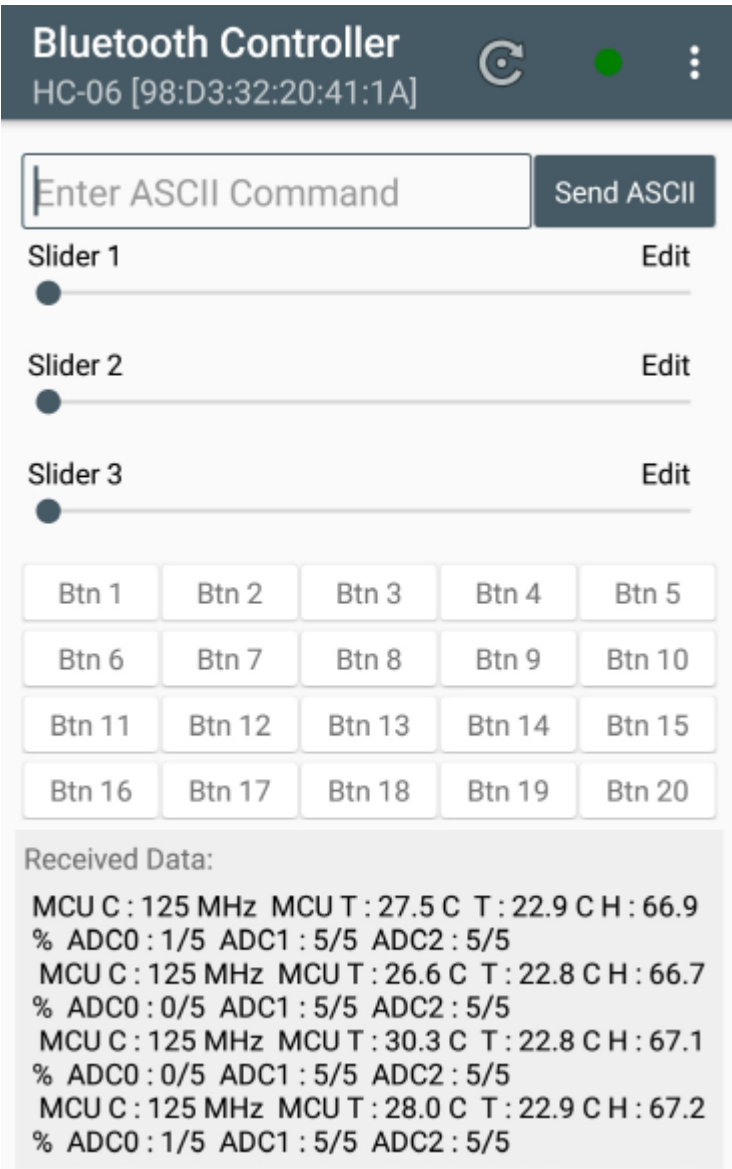 Bluetooth Controller
HC-06 [98:D3:32:20:41:1A]
Enter ASCII Command Send ASCII
Slider 1 Edit
Slider 2 Edit
Slider 3 Edit
Btn 1 Btn 2 Btn 3 Btn 4 Btn 5
Btn 6 Btn 7 Btn 8 Btn 9 Btn 10
Btn 11 Btn 12 Btn 13 Btn 14 Btn 15
Btn 16 Btn 17 Btn 18 Btn 19 Btn 20
Received Data:
MCU C : 125 MHz MCU T : 27.5 C T : 22.9 C H : 66.9
% ADC0 : 1/5 ADC1 : 5/5 ADC2 : 5/5
MCU C : 125 MHz MCU T : 26.6 C T : 22.8 C H : 66.7
% ADC0 : 0/5 ADC1 : 5/5 ADC2 : 5/5
MCU C : 125 MHz MCU T : 30.3 C T : 22.8 C H : 67.1
% ADC0 : 0/5 ADC1 : 5/5 ADC2 : 5/5
MCU C : 125 MHz MCU T : 28.0 C T : 22.9 C H : 67.2
% ADC0 : 1/5 ADC1 : 5/5 ADC2 : 5/5